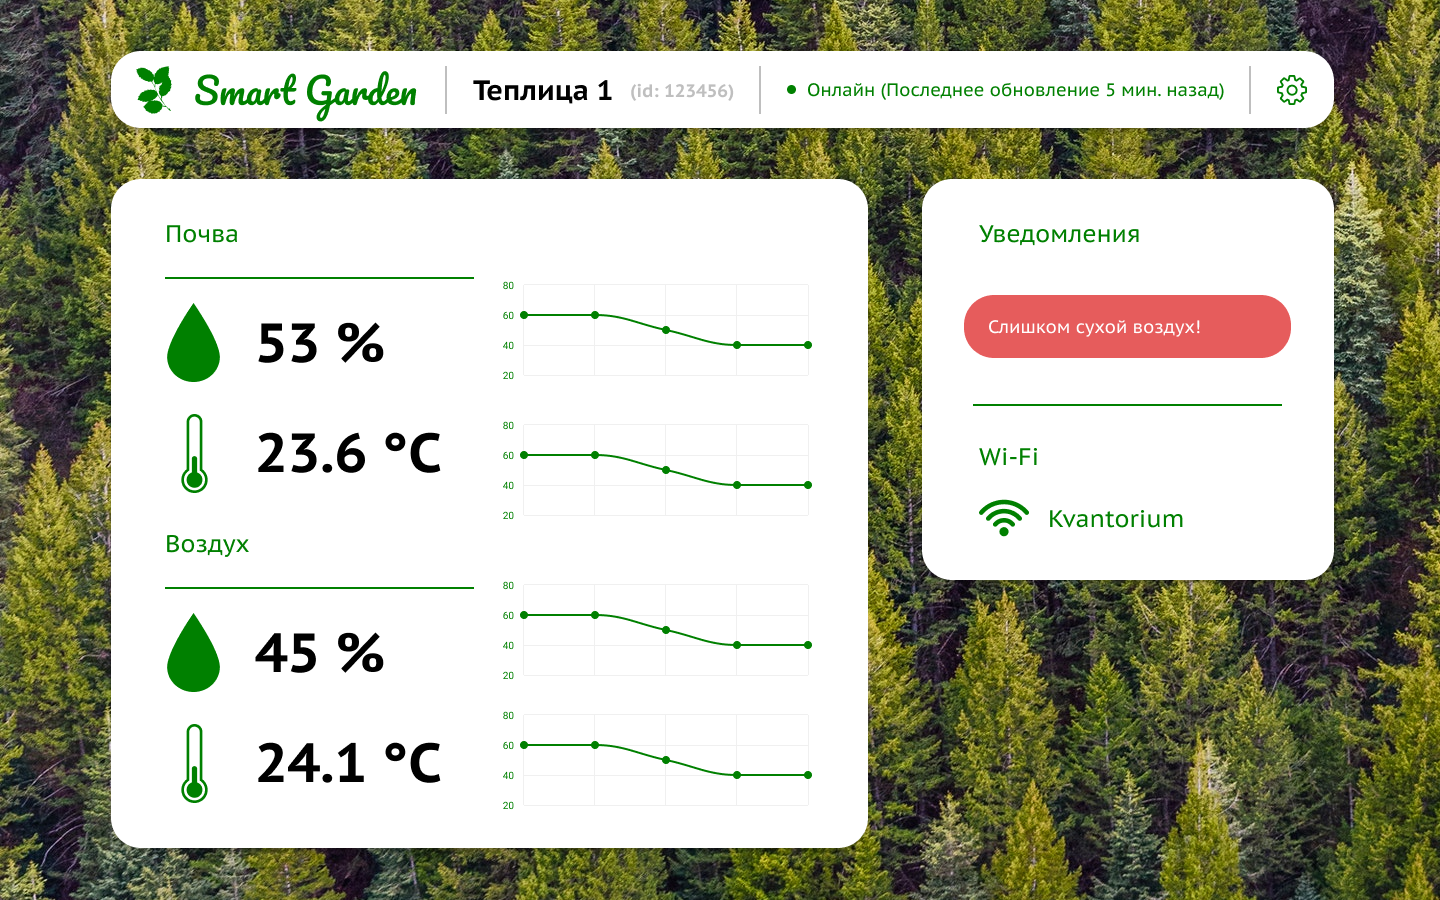 Smart Garden
Теплица 1 (id: 123456)
Онлайн (Последнее обновление 5 мин. назад)
Почва
53 %
80
60
40
20
23.6 °C
80
60
40
20
Воздух
45 %
80
60
40
20
24.1 °C
80
60
40
20
Уведомления
Слишком сухой воздух!
Wi-Fi
Kvantorium